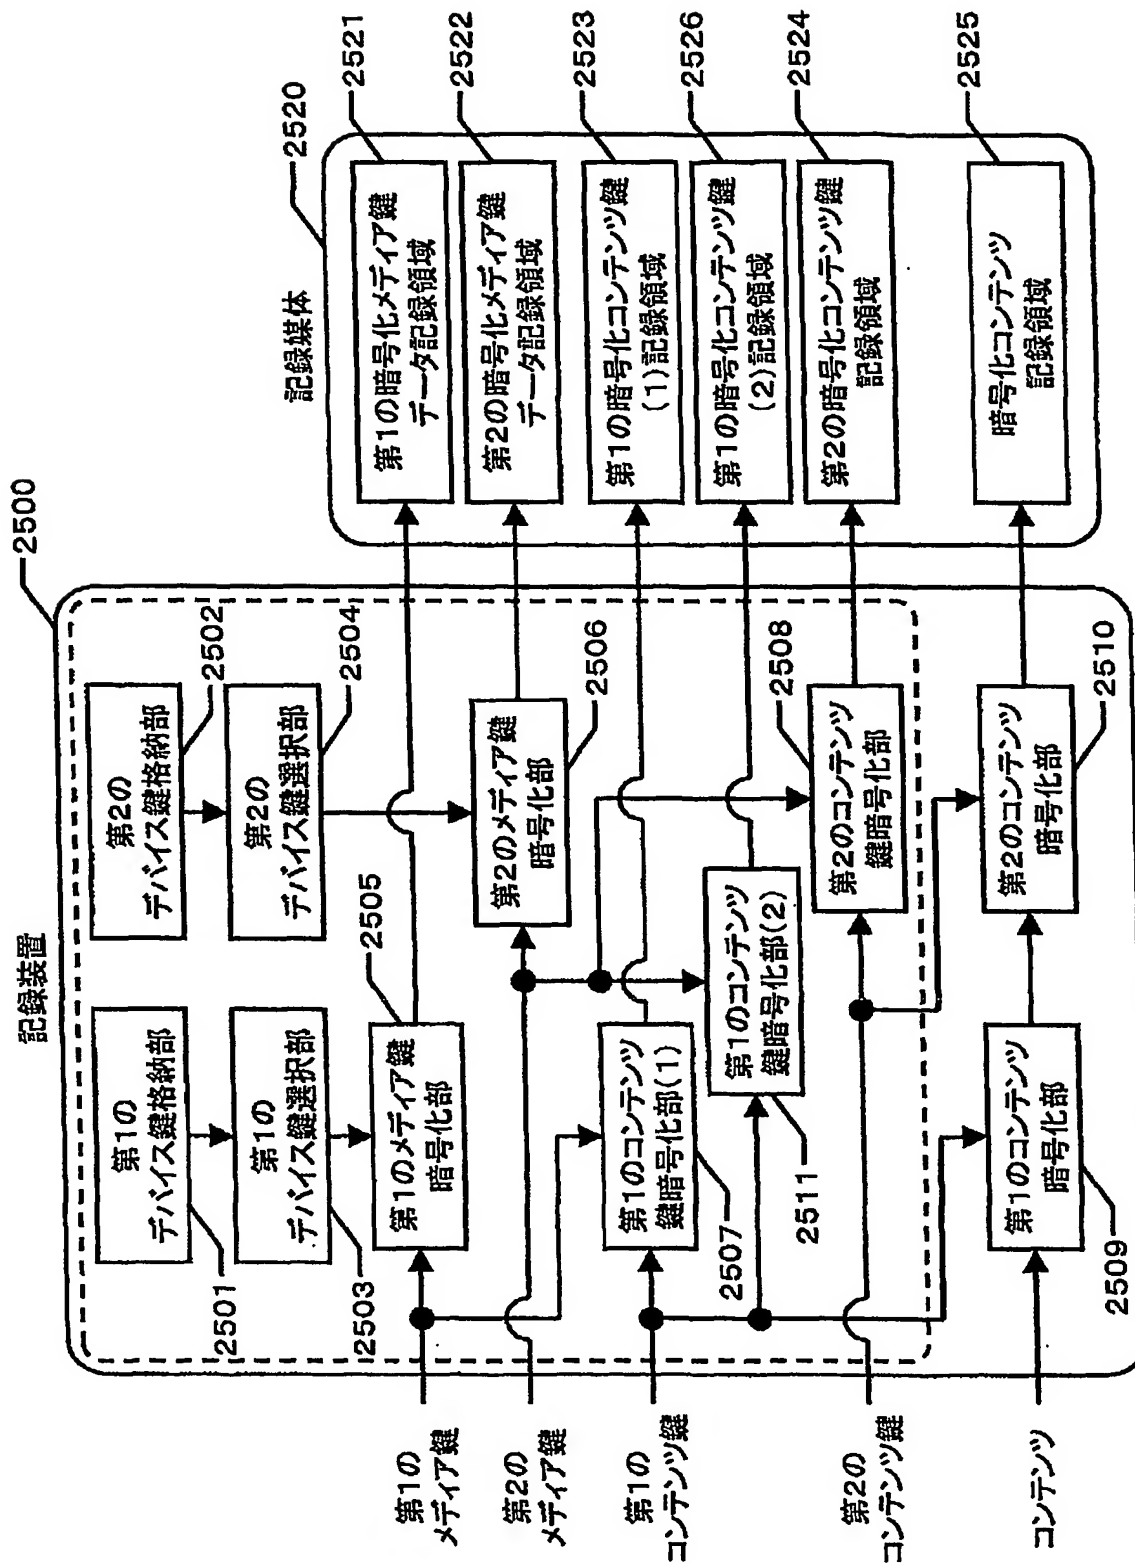 記録装置
2500
記録媒体
2520
第1の
デバイス鍵格納部
2501
第2の
デバイス鍵格納部
2502
第1の
デバイス鍵選択部
2503
第2の
デバイス鍵選択部
2504
第1のメディア鍵
第1のメディア鍵
暗号化部
2505
第1の暗号化メディア鍵
データ記録領域
2521
第2の
メディア鍵
第2のメディア鍵
暗号化部
2506
第2の暗号化メディア鍵
データ記録領域
2522
第1の
コンテンツ鍵
第1のコンテンツ
鍵暗号化部(1)
2507
第1の暗号化コンテンツ鍵
(1)記録領域
2523
第1のコンテンツ
鍵暗号化部(2)
2511
第1の暗号化コンテンツ鍵
(2)記録領域
2526
第2の
コンテンツ鍵
第2のコンテンツ
鍵暗号化部
2508
第2の暗号化コンテンツ鍵
記録領域
2524
コンテンツ
第1のコンテンツ
暗号化部
2509
第2のコンテンツ
暗号化部
2510
暗号化コンテンツ
記録領域
2525